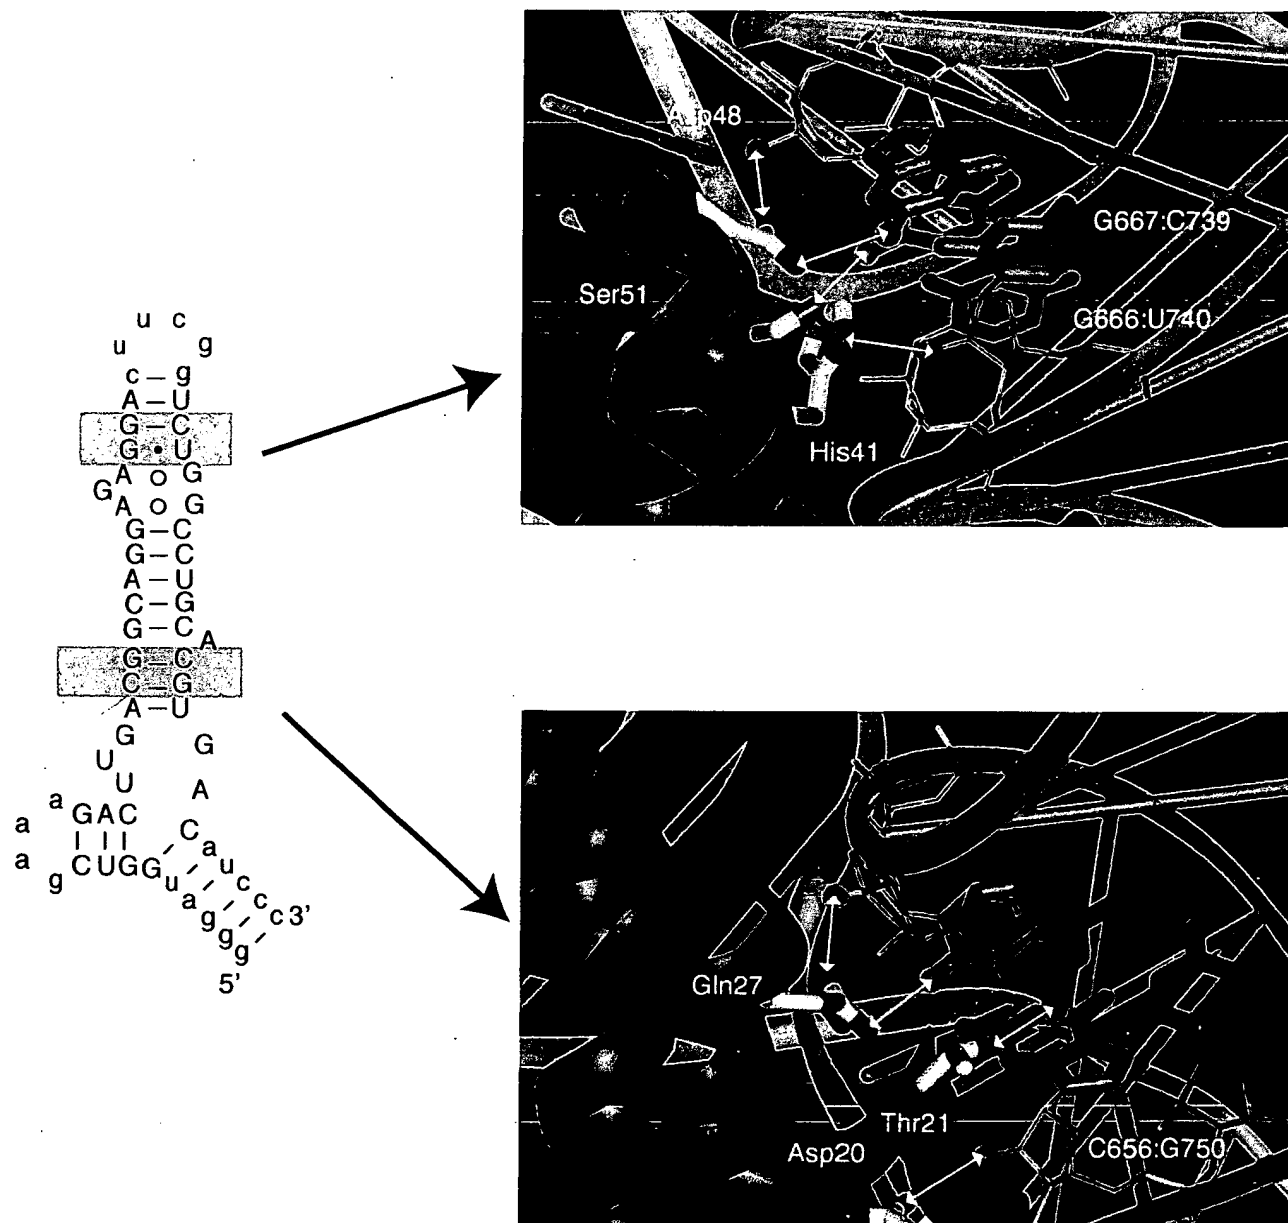 u c
u g
c – g
A – U
G – C
G • U
A o G
G
A o G
G – C
G – C
A – U
C – G
G – C
A
G – C
C – G
A – U
G G
U
U A
a GAC C
a a
a CUGG u u
g a c
g c
g c 3'
g
5'
Asp48
G667:C739
Ser51
G666:U740
His41
Gln27
Thr21
Asp20
C656:G750